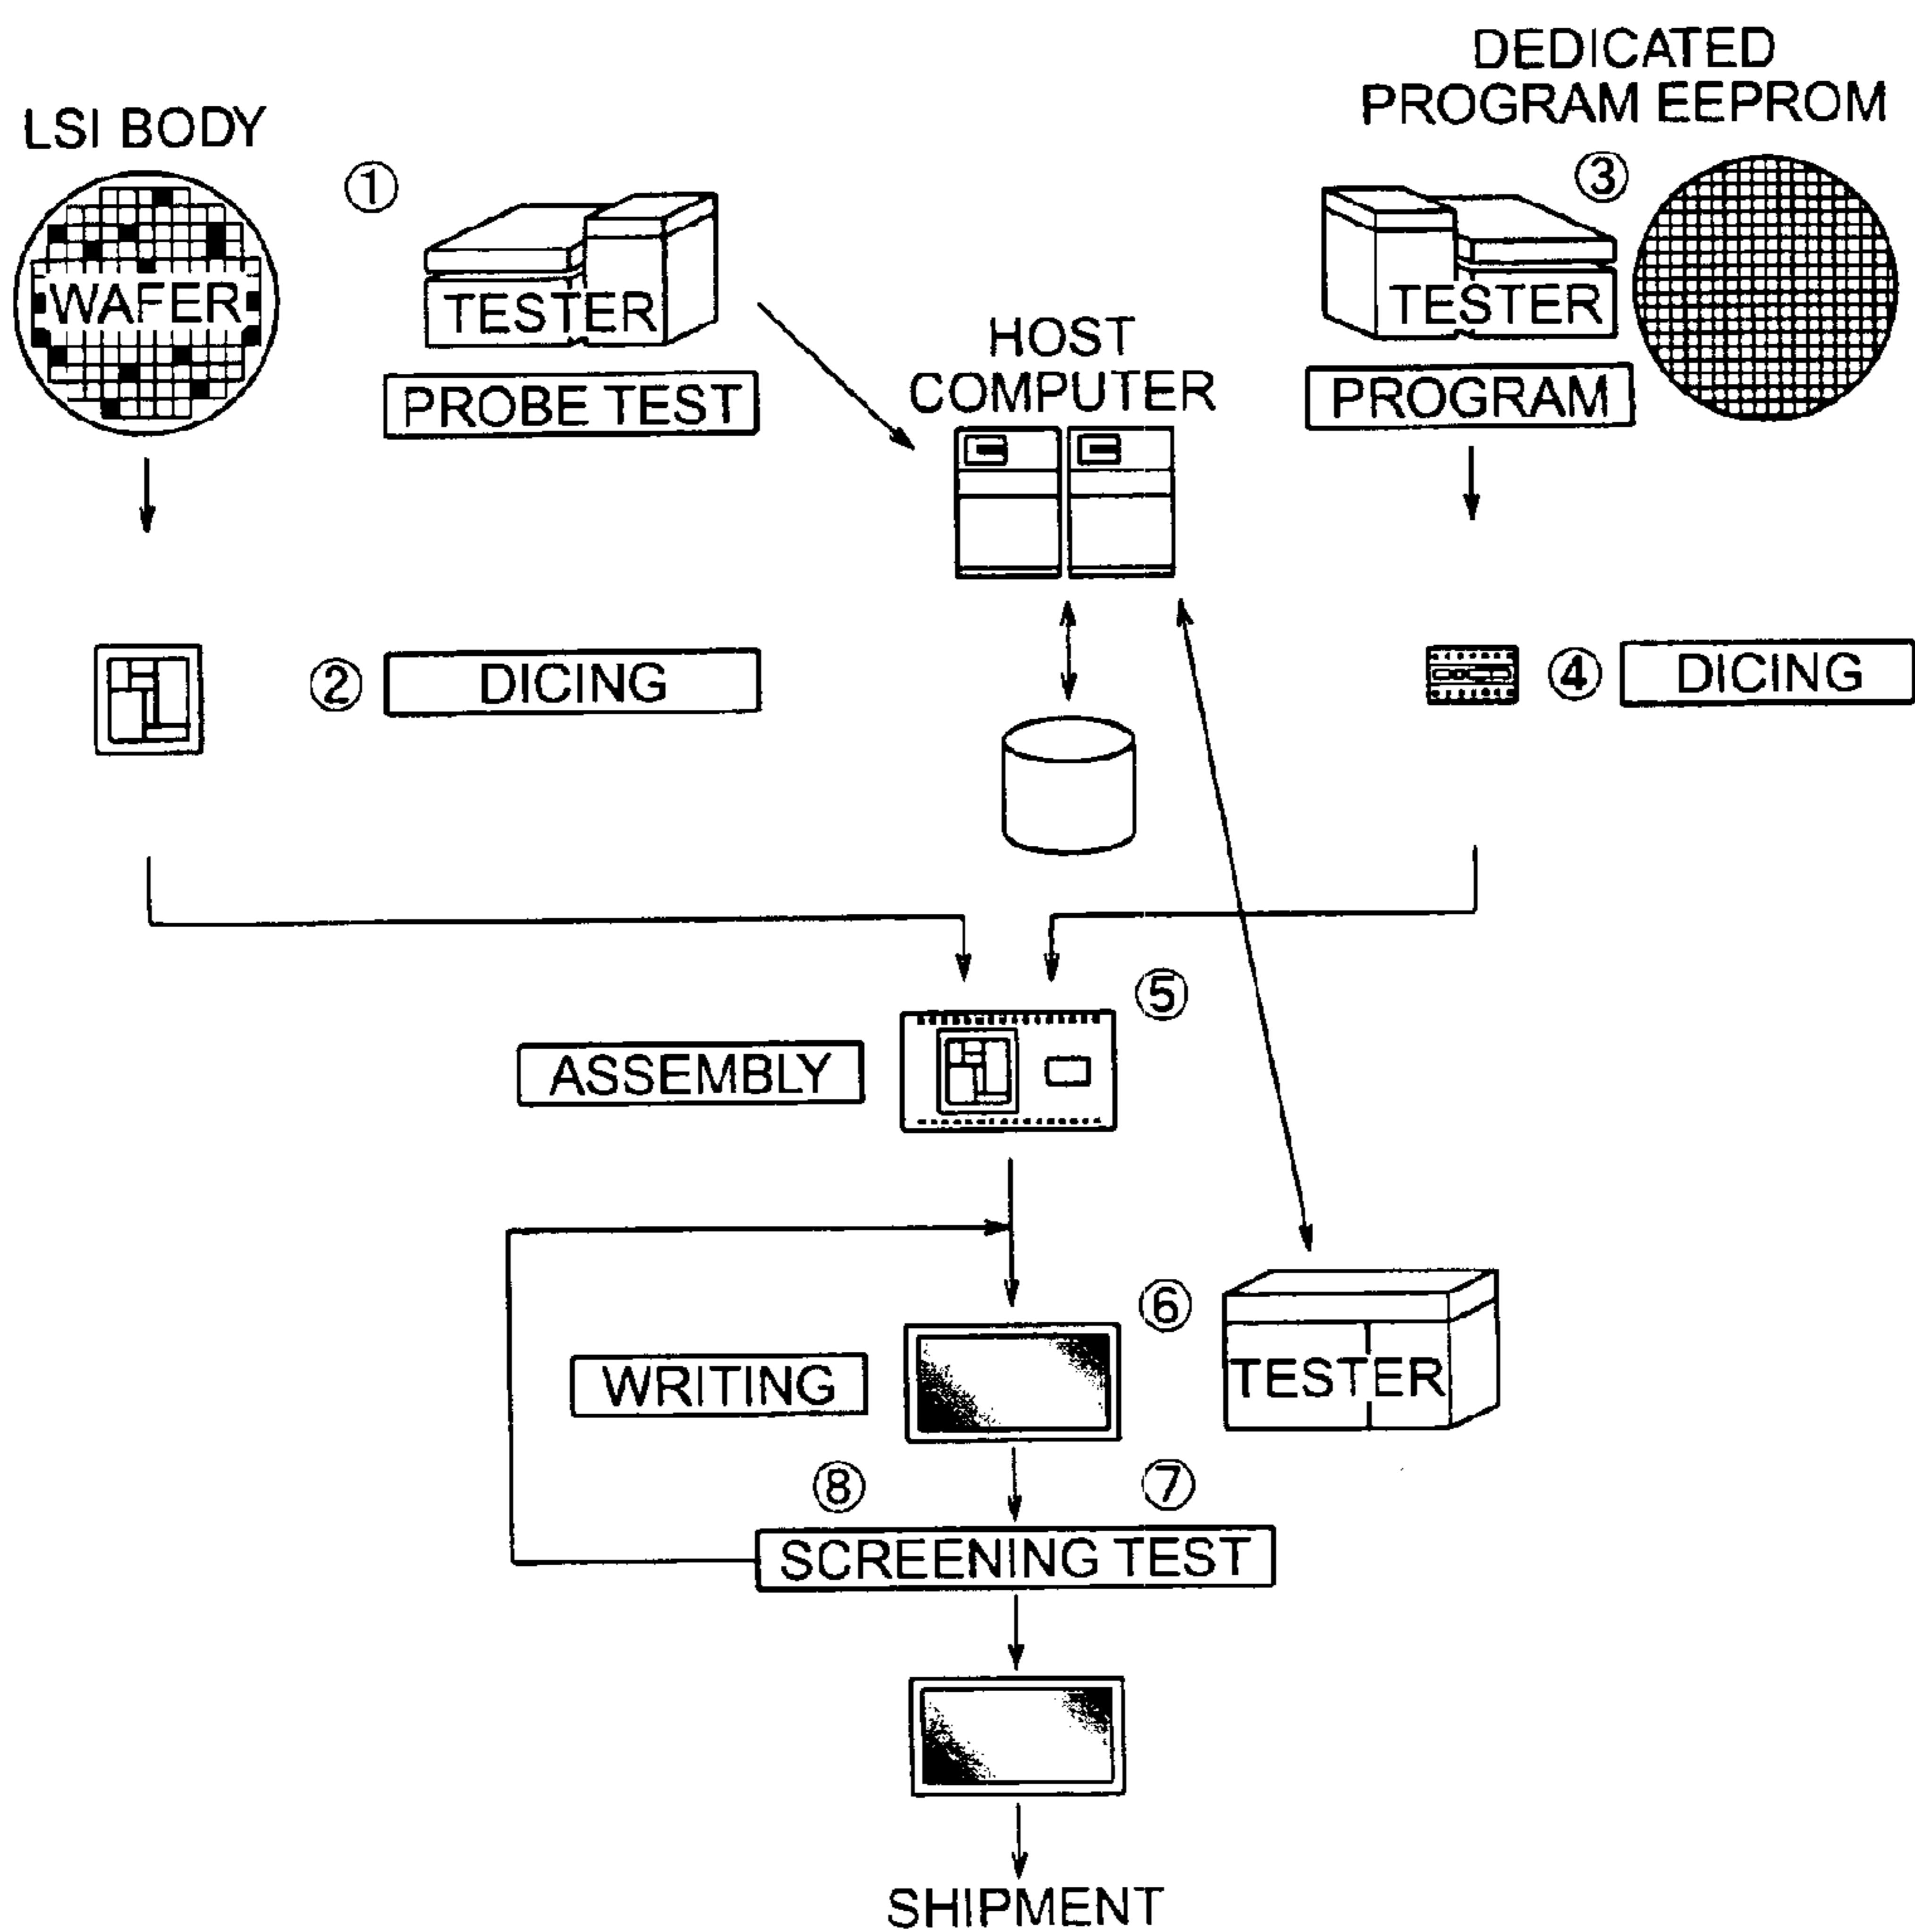 DEDICATED
PROGRAM EEPROM
LSI BODY
①
③
WAFER
TESTER
TESTER
HOST
COMPUTER
PROBE TEST
PROGRAM
②
DICING
④
DICING
⑤
ASSEMBLY
⑥
WRITING
TESTER
⑧
⑦
SCREENING TEST
SHIPMENT